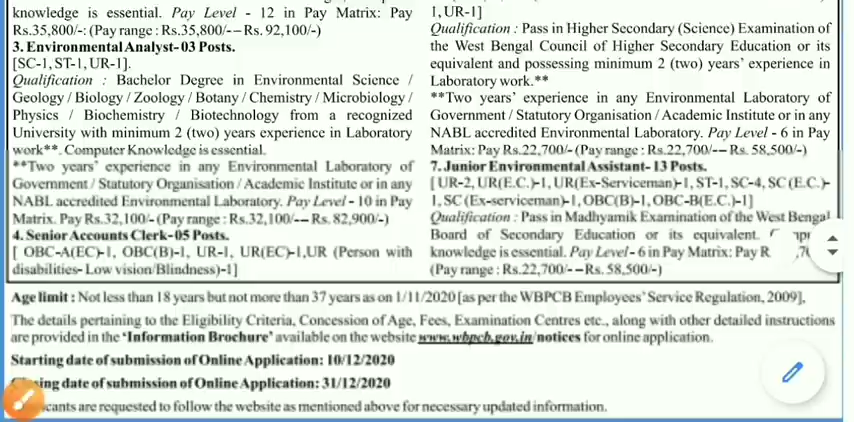 knowledge is essential. Pay Level - 12 in Pay Matrix: Pay
Rs.35,800/-: (Pay range : Rs.35,800/-–Rs. 92,100/-)
3. Environmental Analyst- 03 Posts.
[SC-1, ST-1, UR-1].
Qualification : Bachelor Degree in Environmental Science /
Geology / Biology / Zoology / Botany / Chemistry / Microbiology /
Physics / Biochemistry / Biotechnology from a recognized
University with minimum 2 (two) years experience in Laboratory
work**. Computer Knowledge is essential.
**Two years' experience in any Environmental Laboratory of
Government / Statutory Organisation / Academic Institute or in any
NABL accredited Environmental Laboratory. Pay Level - 10 in Pay
Matrix. Pay Rs.32,100/- (Pay range : Rs.32,100/-– Rs. 82,900/-)
4. Senior Accounts Clerk-05 Posts.
[ OBC-A(EC)-1, OBC(B)-1, UR-1, UR(EC)-1,UR (Person with
disabilities- Low vision/Blindness)-1]
1, UR-1]
Qualification : Pass in Higher Secondary (Science) Examination of
the West Bengal Council of Higher Secondary Education or its
equivalent and possessing minimum 2 (two) years' experience in
Laboratory work.**
**Two years' experience in any Environmental Laboratory of
Government / Statutory Organisation / Academic Institute or in any
NABL accredited Environmental Laboratory. Pay Level - 6 in Pay
Matrix: Pay Rs.22,700/- (Pay range : Rs.22,700/-– Rs. 58,500/-)
7. Junior Environmental Assistant- 13 Posts.
[ UR-2, UR(E.C.)-1, UR(Ex-Serviceman)-1, ST-1, SC-4, SC (E.C.)-
1, SC (Ex-serviceman)-1, OBC(B)-1, OBC-B(E.C.)-1]
Qualification : Pass in Madhyamik Examination of the West Bengal
Board of Secondary Education or its equivalent.
knowledge is essential. Pay Level- 6 in Pay Matrix: Pay
(Pay range : Rs.22,700/-–Rs. 58,500/-)
Age limit : Not less than 18 years but not more than 37 years as on 1/11/2020 [as per the WBPCB Employees' Service Regulation, 2009].
The details pertaining to the Eligibility Criteria, Concession of Age, Fees, Examination Centres etc., along with other detailed instructions
are provided in the 'Information Brochure' available on the website www.wbpcb.gov.in/notices for online application.
Starting date of submission of Online Application: 10/12/2020
date of submission of Online Application: 31/12/2020
are requested to follow the website as mentioned above for necessary updated information.